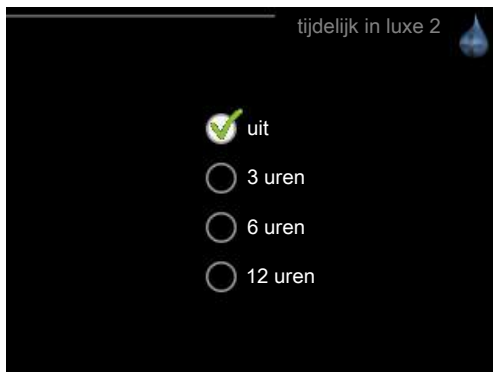 tijdelijk in luxe 2
uit
3 uren
6 uren
12 uren